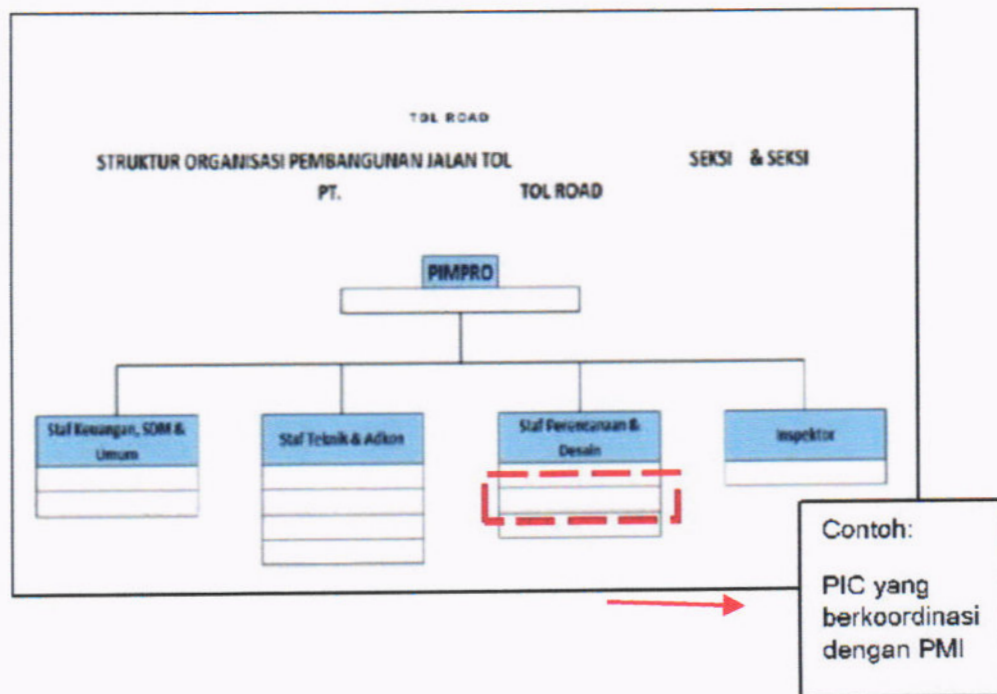 TOL ROAD
STRUKTUR ORGANISASI PEMBANGUNAN JALAN TOL SEKSI & SEKSI
PT. TOL ROAD
PIMPRO
Staf Keuangan, SDM &
Umum
Staf Teknik & Adkon
Staf Perencanaan &
Desain
Inspektor
Contoh:
PIC yang
berkoordinasi
dengan PMI